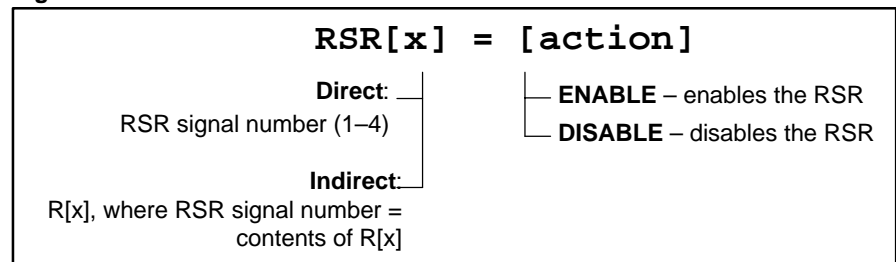 RSR[x] = [action]
Direct:
RSR signal number (1–4)
Indirect:
R[x], where RSR signal number =
contents of R[x]
ENABLE – enables the RSR
DISABLE – disables the RSR